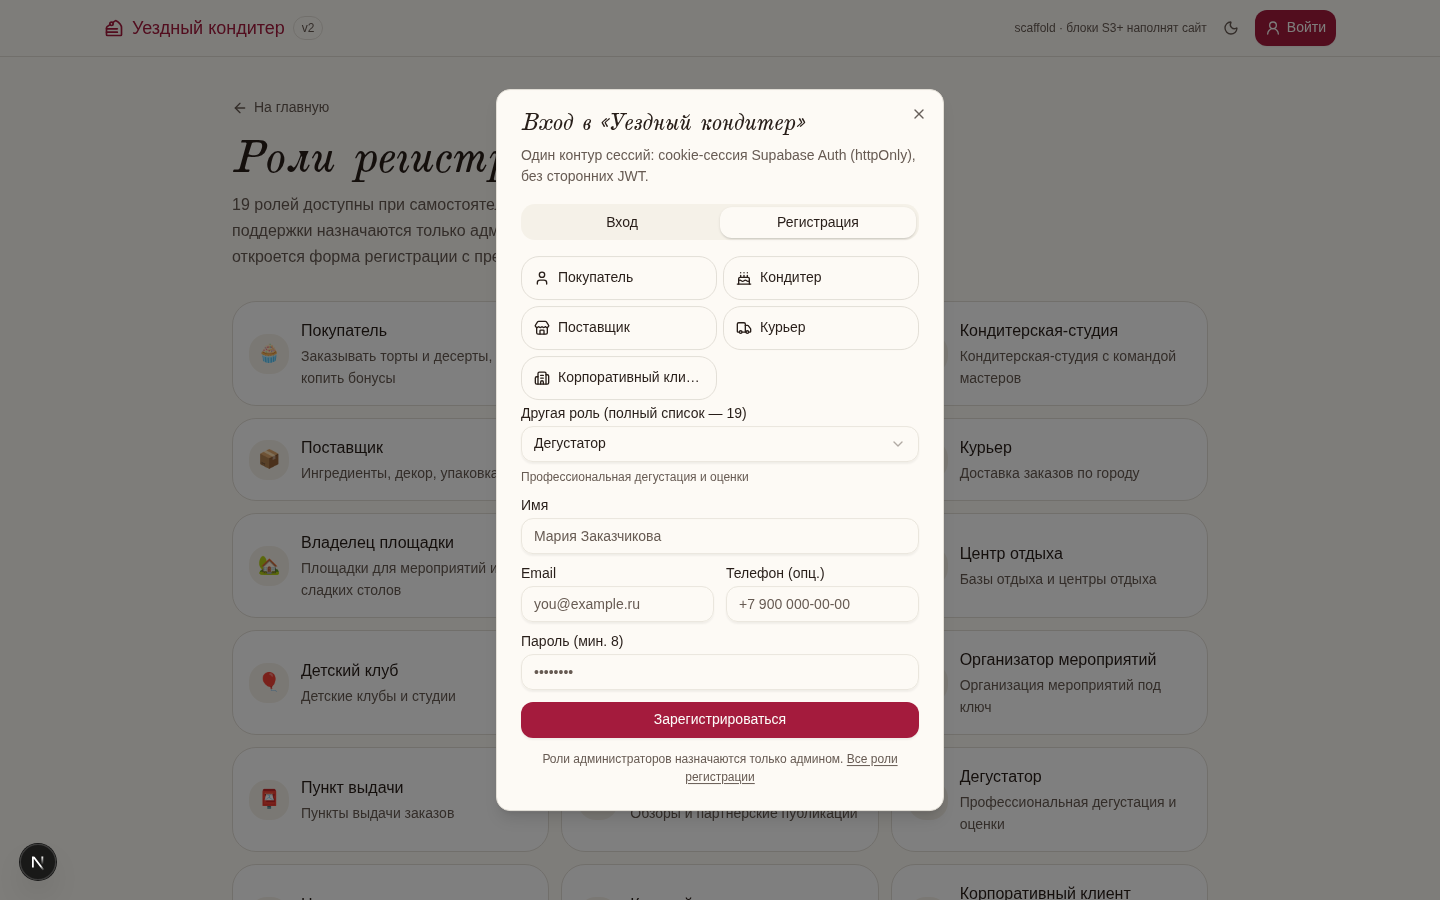 Уездный кондитер
v2
scaffold · блоки S3+ наполнят сайт
Войти
На главную
19 ролей доступны при
поддержки назначаются только
откроется форма регистрации с
Вход в «Уездный кондитер»
Один контур сессий: cookie-сессия Supabase Auth (httpOnly),
без сторонних JWT.
Вход
Регистрация
Покупатель
Кондитер
Поставщик
Курьер
Корпоративный кли…
Другая роль (полный список — 19)
Дегустатор
Профессиональная дегустация и оценки
Имя
Мария Заказчикова
Email
Телефон (опц.)
you@example.ru
+7 900 000-00-00
Пароль (мин. 8)
••••••••
Зарегистрироваться
Роли администраторов назначаются только админом. Все роли
регистрации
Покупатель
Заказывать торты и десерты,
копить бонусы
Кондитерская-студия
Кондитерская-студия с командой
мастеров
Поставщик
Ингредиенты, декор, упаковка
Курьер
Доставка заказов по городу
Владелец площадки
Площадки для мероприятий и
сладких столов
Центр отдыха
Базы отдыха и центры отдыха
Детский клуб
Детские клубы и студии
Организатор мероприятий
Организация мероприятий под
ключ
Пункт выдачи
Пункты выдачи заказов
Обзоры и партнерские публикации
Дегустатор
Профессиональная дегустация и
оценки
Корпоративный клиент